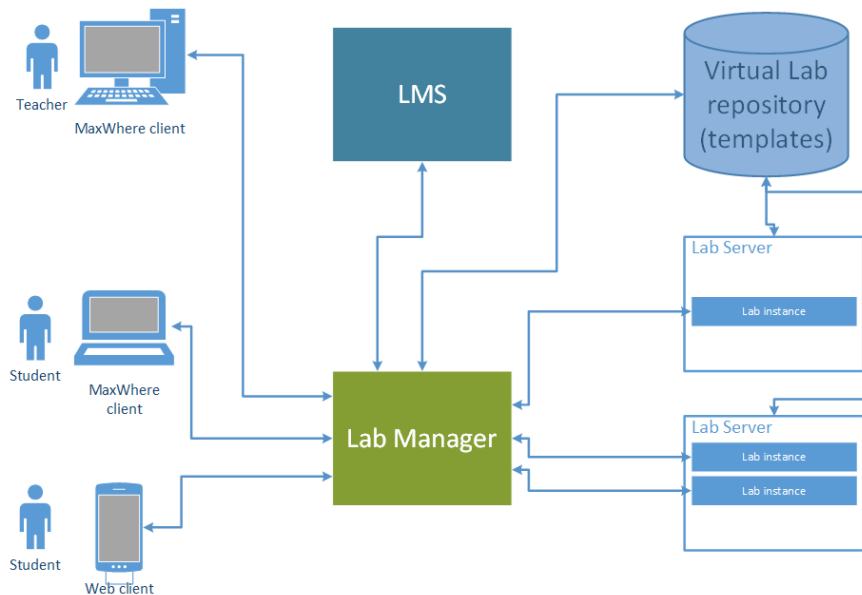 Teacher
MaxWhere client
LMS
Virtual Lab
repository
(templates)
Lab Server
Lab instance
Student
MaxWhere
client
Lab Manager
Lab Server
Lab instance
Lab instance
Student
Web client